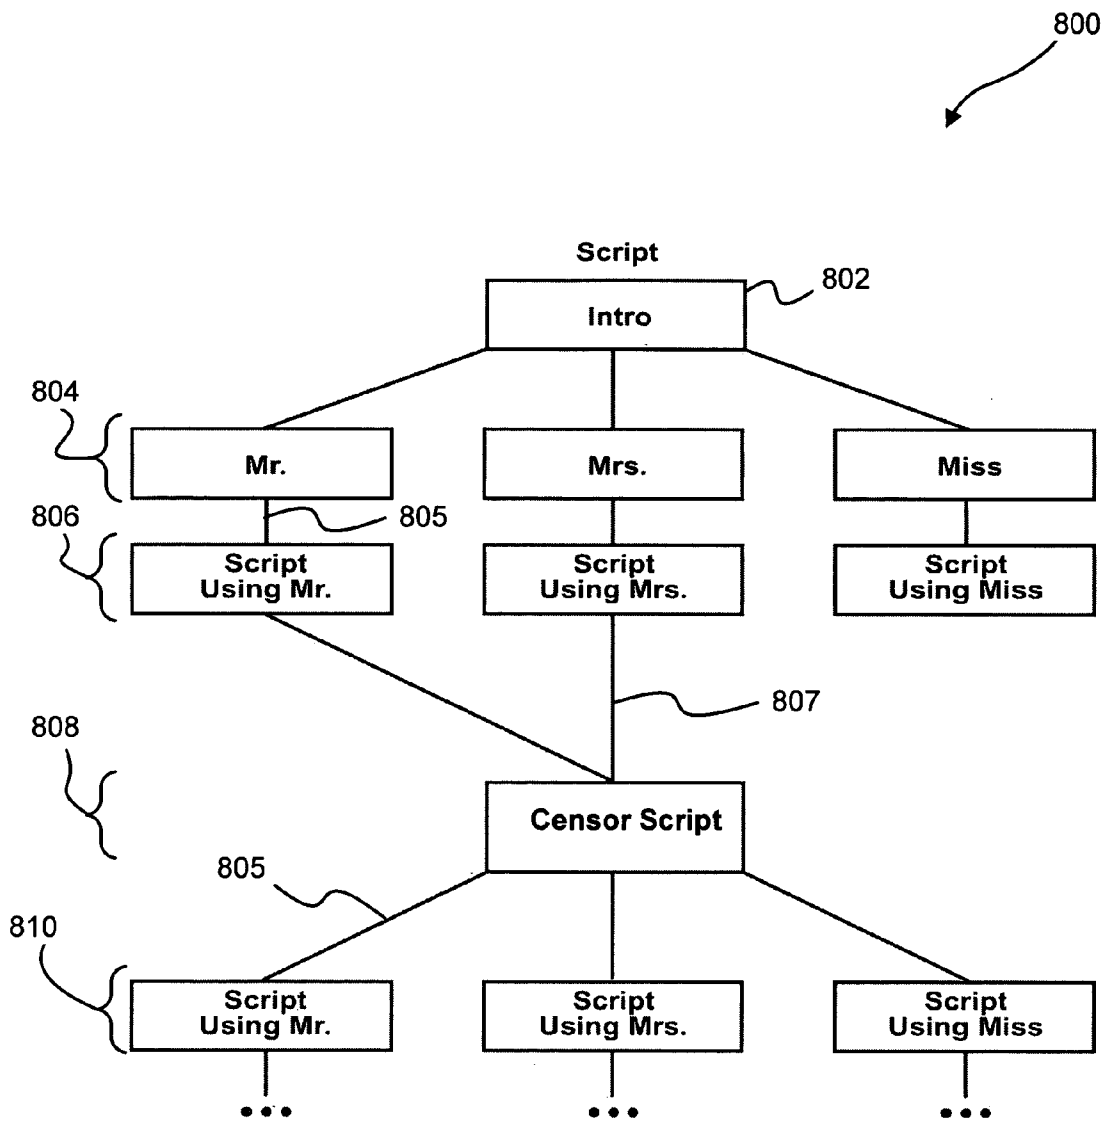 800
Script
802
Intro
804
Mr.
Mrs.
Miss
806
805
Script
Using Mr.
Script
Using Mrs.
Script
Using Miss
807
808
Censor Script
805
810
Script
Using Mr.
Script
Using Mrs.
Script
Using Miss